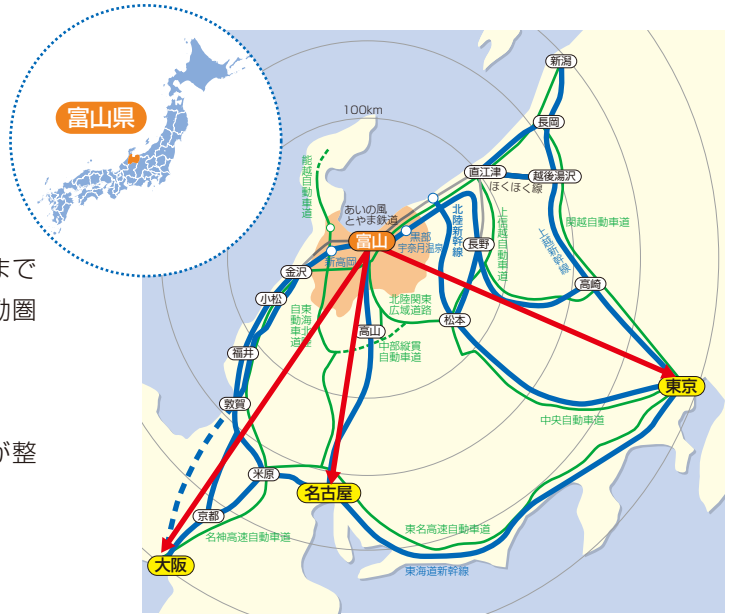 富山県
まで
動圏
が整
新潟
100km
長岡
直江津
越後湯沢
ほくほく線
能越自動車道
あいの風
とやま鉄道
富山
黒部
宇奈月温泉
新高岡
北陸新幹線
長野
上信越自動車道
上越新幹線
関越自動車道
金沢
小松
高崎
東海北陸
自動車道
北陸関東
広域道路
松本
高山
中部縦貫
自動車道
福井
東京
敦賀
中央自動車道
米原
名古屋
京都
名神高速自動車道
東名高速自動車道
大阪
東海道新幹線